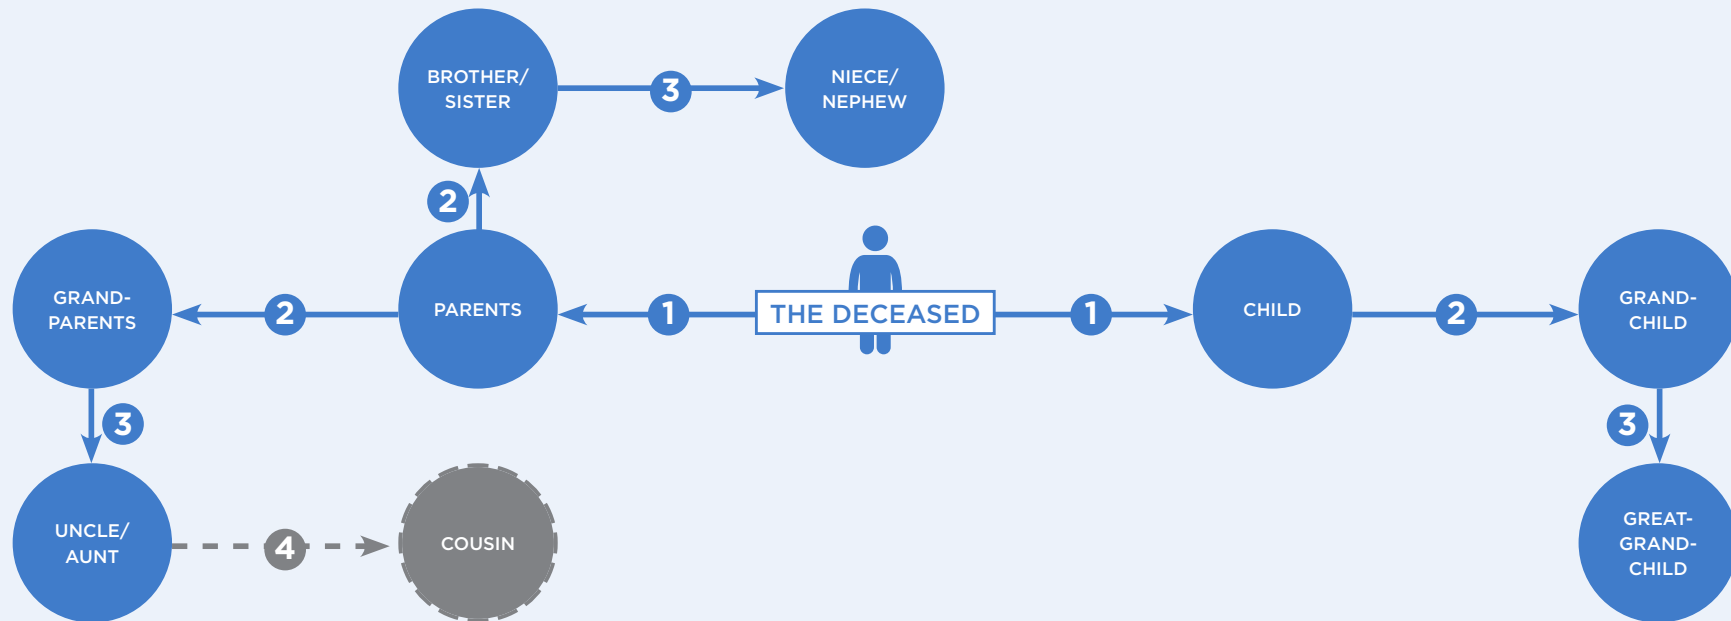 BROTHER/
SISTER
3
NIECE/
NEPHEW
2
GRAND-
PARENTS
2
PARENTS
1
THE DECEASED
1
CHILD
2
GRAND-
CHILD
3
3
UNCLE/
AUNT
4
COUSIN
GREAT-
GRAND-
CHILD